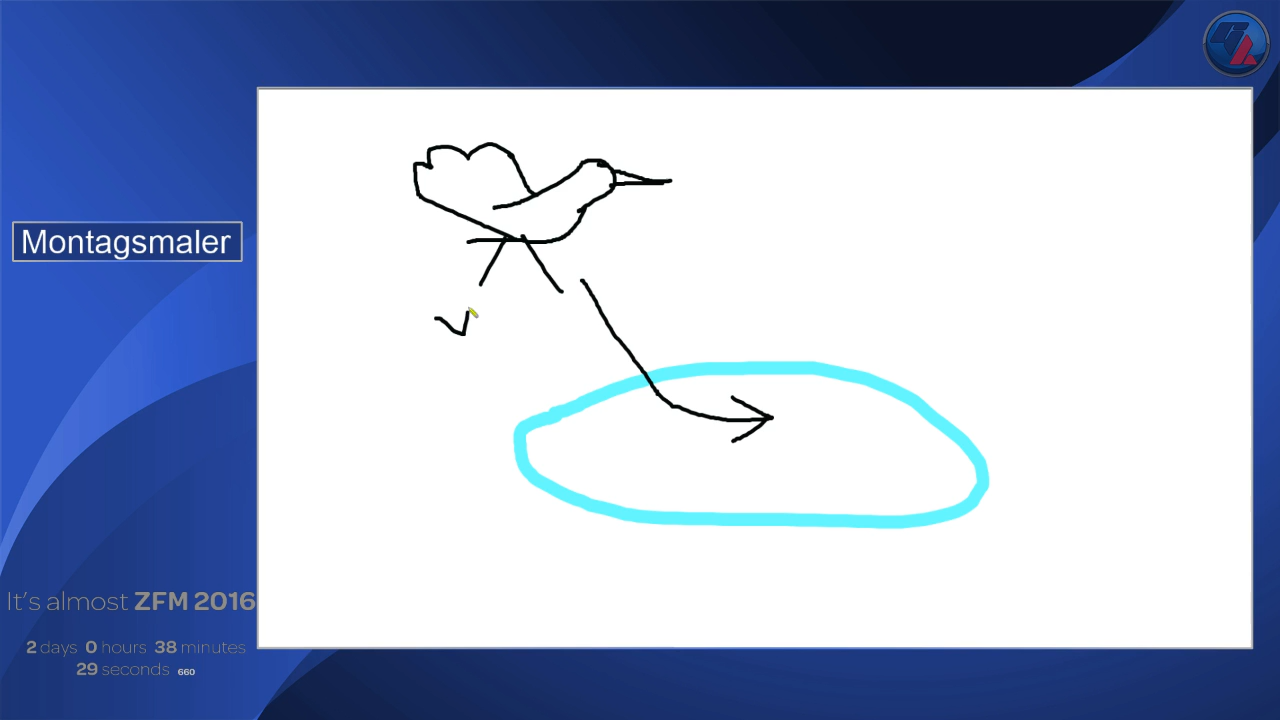 Montagsmaler
It's almost ZFM 2016
2 days 0 hours 38 minutes
29 seconds 660